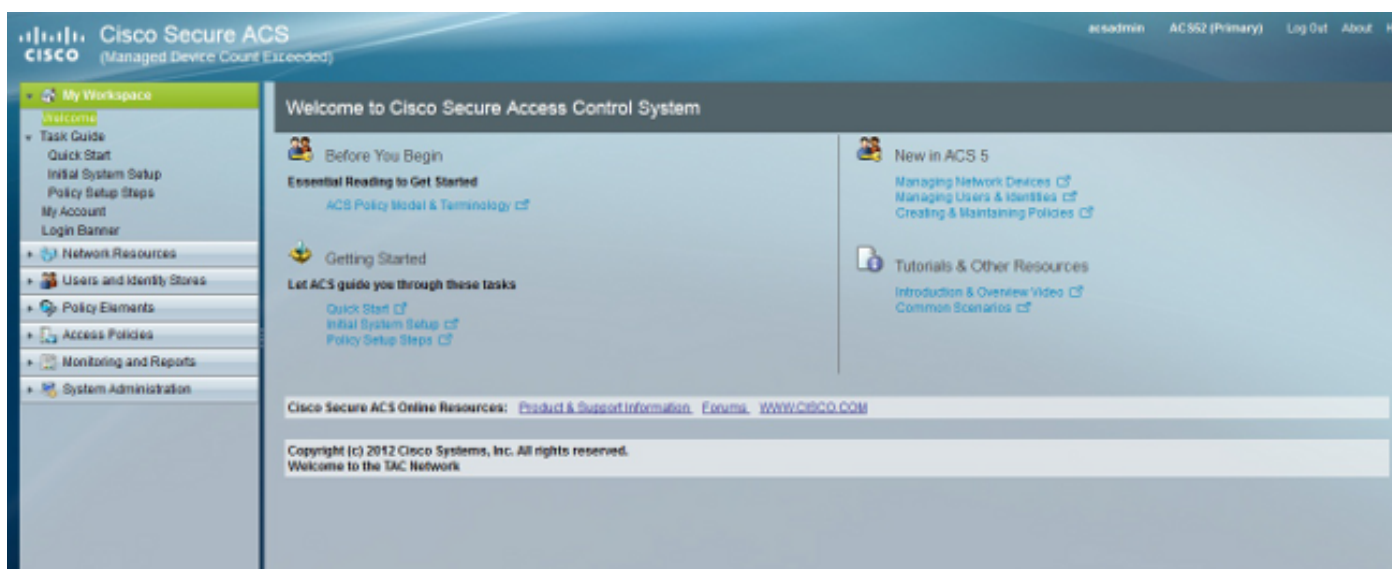 Cisco Secure ACS
CISCO (Managed Device Count Exceeded)
acsadmin ACS52 (Primary) Log Out About
My Workspace
Welcome
Task Guide
Quick Start
Initial System Setup
Policy Setup Steps
My Account
Login Banner
Network Resources
Users and Identity Stores
Policy Elements
Access Policies
Monitoring and Reports
System Administration
Welcome to Cisco Secure Access Control System
Before You Begin
Essential Reading to Get Started
ACS Policy Model & Terminology
Getting Started
Let ACS guide you through these tasks
Quick Start
Initial System Setup
Policy Setup Steps
New in ACS 5
Managing Network Devices
Managing Users & Identities
Creating & Maintaining Policies
Tutorials & Other Resources
Introduction & Overview Video
Common Scenarios
Cisco Secure ACS Online Resources: Product & Support Information Forums WWW.CISCO.COM
Copyright (c) 2012 Cisco Systems, Inc. All rights reserved.
Welcome to the TAC Network